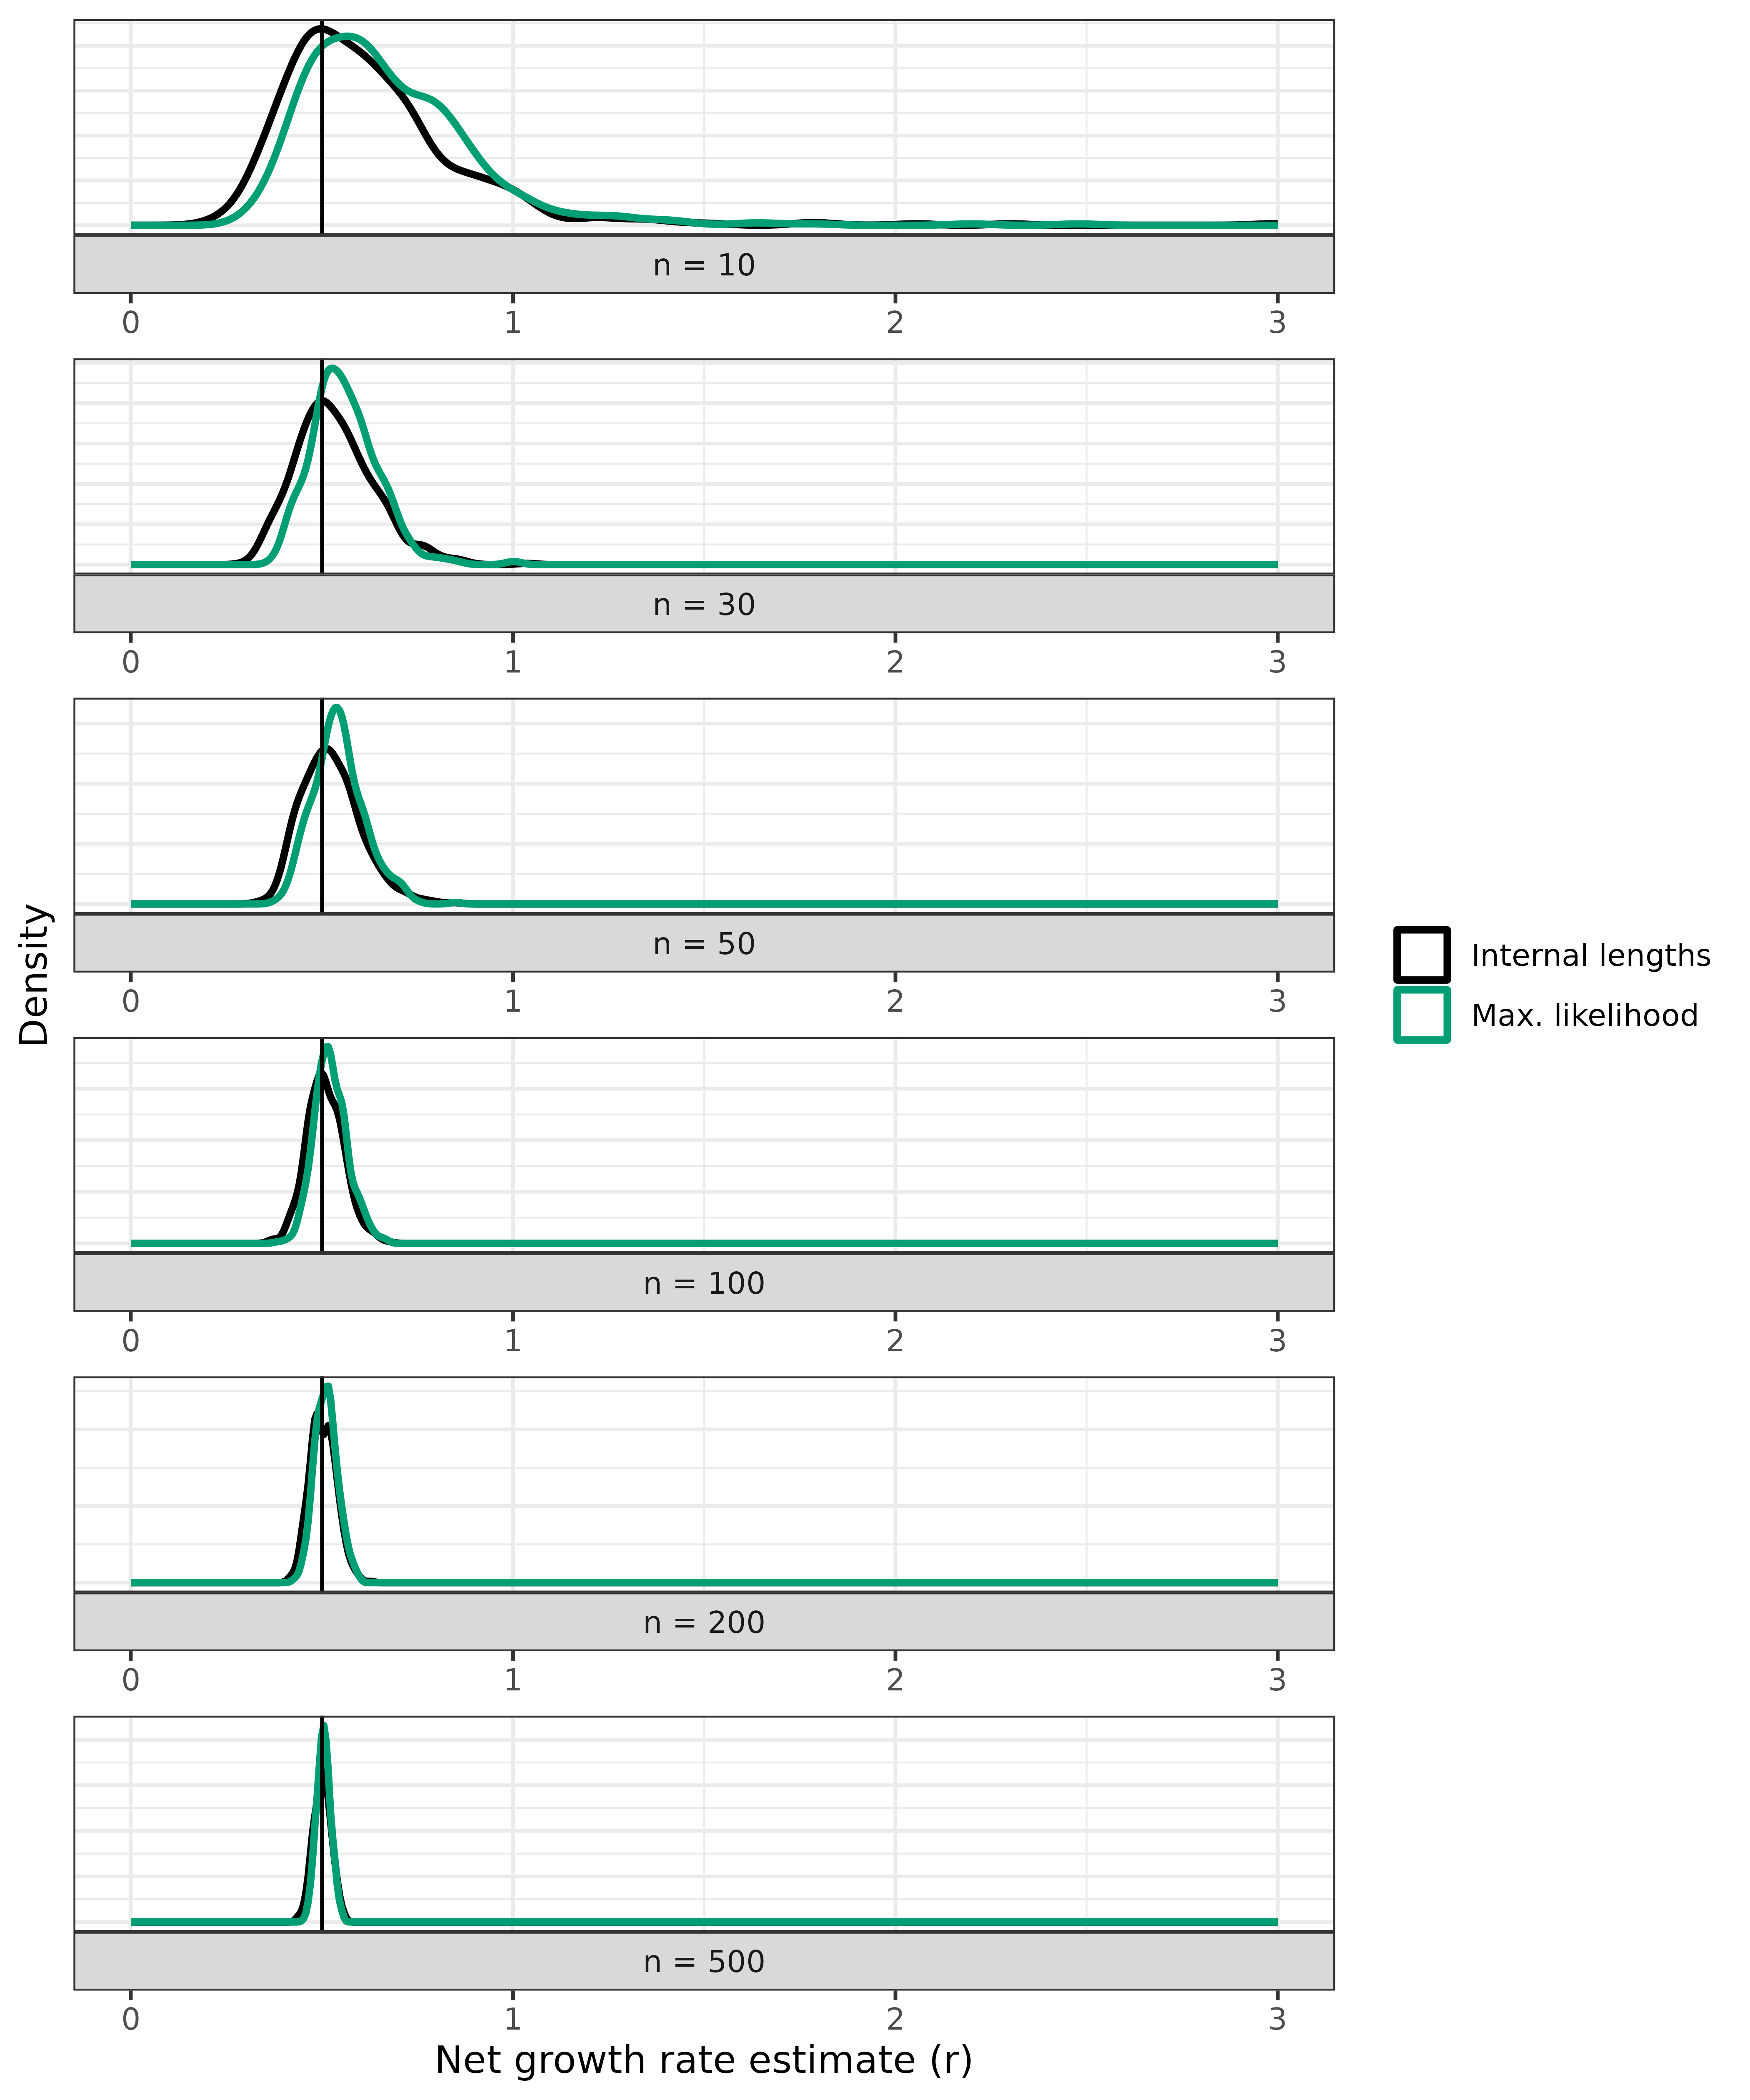 n = 10
0 1 2 3
n = 30
0 1 2 3
n = 50
0 1 2 3
n = 100
0 1 2 3
n = 200
0 1 2 3
n = 500
0 1 2 3
Net growth rate estimate (r)
Density
Internal lengths
Max. likelihood